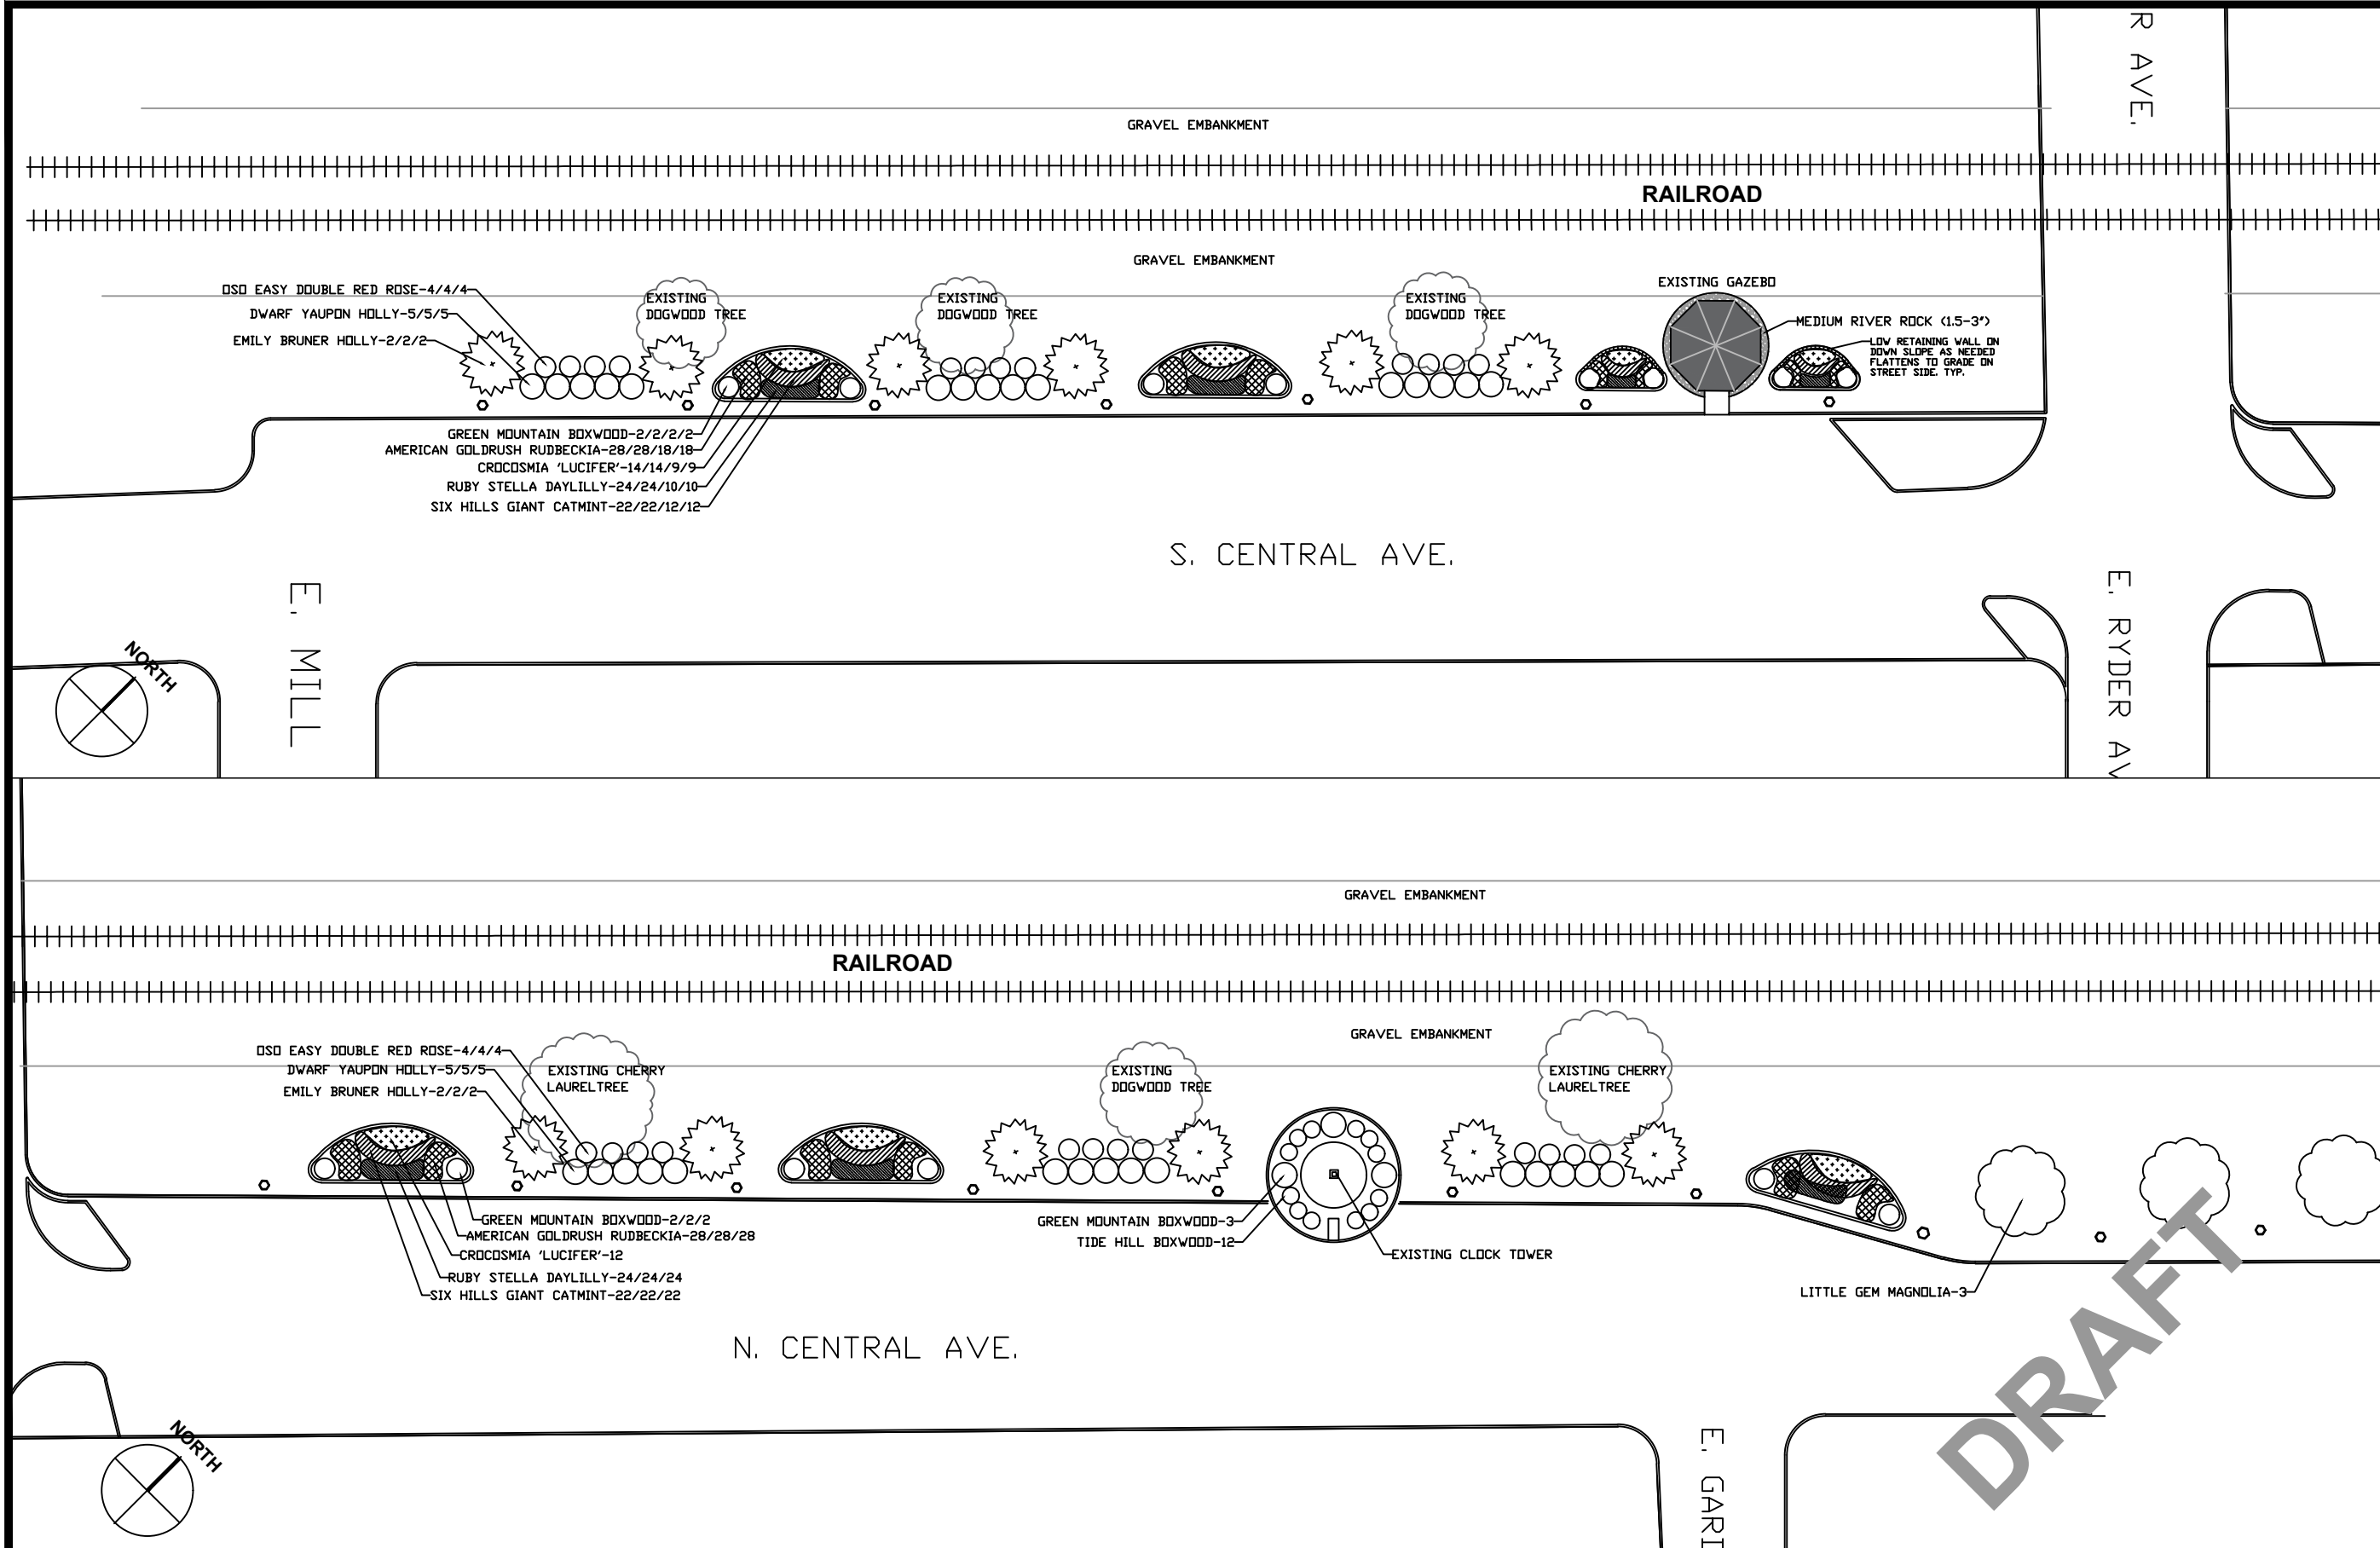 R AVE.
GRAVEL EMBANKMENT
RAILROAD
GRAVEL EMBANKMENT
OSO EASY DOUBLE RED ROSE-4/4/4
DWARF YAUPON HOLLY-5/5/5
EMILY BRUNER HOLLY-2/2/2
EXISTING
DOGWOOD TREE
EXISTING
DOGWOOD TREE
EXISTING
DOGWOOD TREE
EXISTING GAZEBO
MEDIUM RIVER ROCK (1.5-3")
LOW RETAINING WALL ON
DOWN SLOPE AS NEEDED
FLATTENS TO GRADE ON
STREET SIDE. TYP.
GREEN MOUNTAIN BOXWOOD-2/2/2/2
AMERICAN GOLDRUSH RUDBECKIA-28/28/18/18
CROCOSMIA 'LUCIFER'-14/14/9/9
RUBY STELLA DAYLILLY-24/24/10/10
SIX HILLS GIANT CATMINT-22/22/12/12
S. CENTRAL AVE.
E. MILL
E. RYDER AV
NORTH
GRAVEL EMBANKMENT
RAILROAD
GRAVEL EMBANKMENT
OSO EASY DOUBLE RED ROSE-4/4/4
DWARF YAUPON HOLLY-5/5/5
EMILY BRUNER HOLLY-2/2/2
EXISTING CHERRY
LAURELTREE
EXISTING
DOGWOOD TREE
EXISTING CHERRY
LAURELTREE
GREEN MOUNTAIN BOXWOOD-2/2/2
AMERICAN GOLDRUSH RUDBECKIA-28/28/28
CROCOSMIA 'LUCIFER'-12
RUBY STELLA DAYLILLY-24/24/24
SIX HILLS GIANT CATMINT-22/22/22
GREEN MOUNTAIN BOXWOOD-3
TIDE HILL BOXWOOD-12
EXISTING CLOCK TOWER
LITTLE GEM MAGNOLIA-3
N. CENTRAL AVE.
NORTH
E. GARD
DRAFT